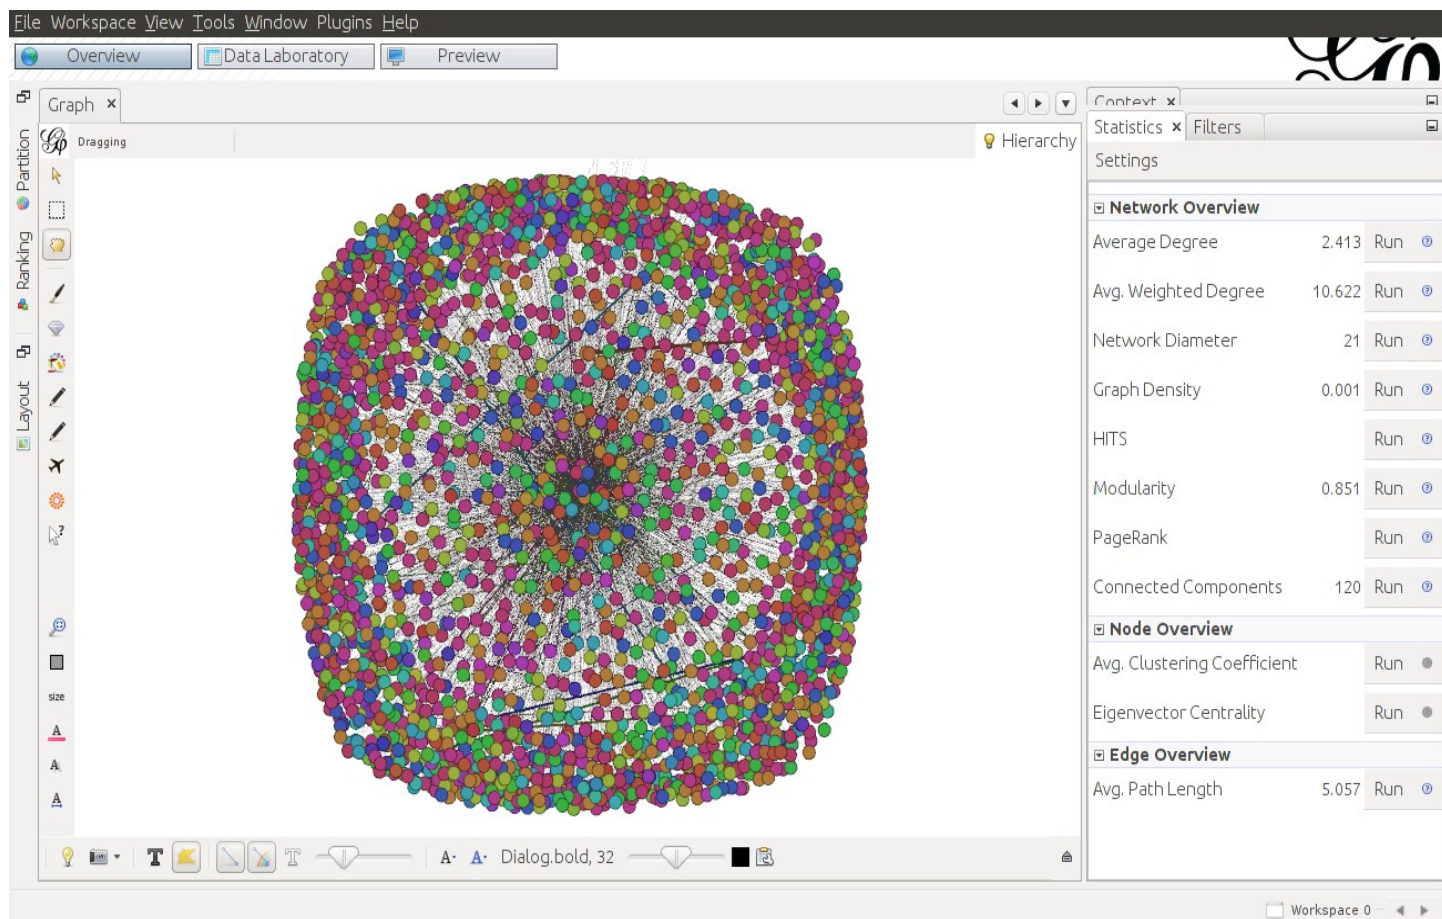 File Workspace View Tools Window Plugins Help
Overview Data Laboratory Preview
Graph
Context
Statistics Filters
Dragging
Hierarchy
Settings
Partition
Ranking
Layout
Network Overview
Average Degree 2.413 Run
Avg. Weighted Degree 10.622 Run
Network Diameter 21 Run
Graph Density 0.001 Run
HITS Run
Modularity 0.851 Run
PageRank Run
Connected Components 120 Run
Node Overview
Avg. Clustering Coefficient Run
Eigenvector Centrality Run
Edge Overview
Avg. Path Length 5.057 Run
size
A
A
A
T T A- A- Dialog.bold, 32
Workspace 0